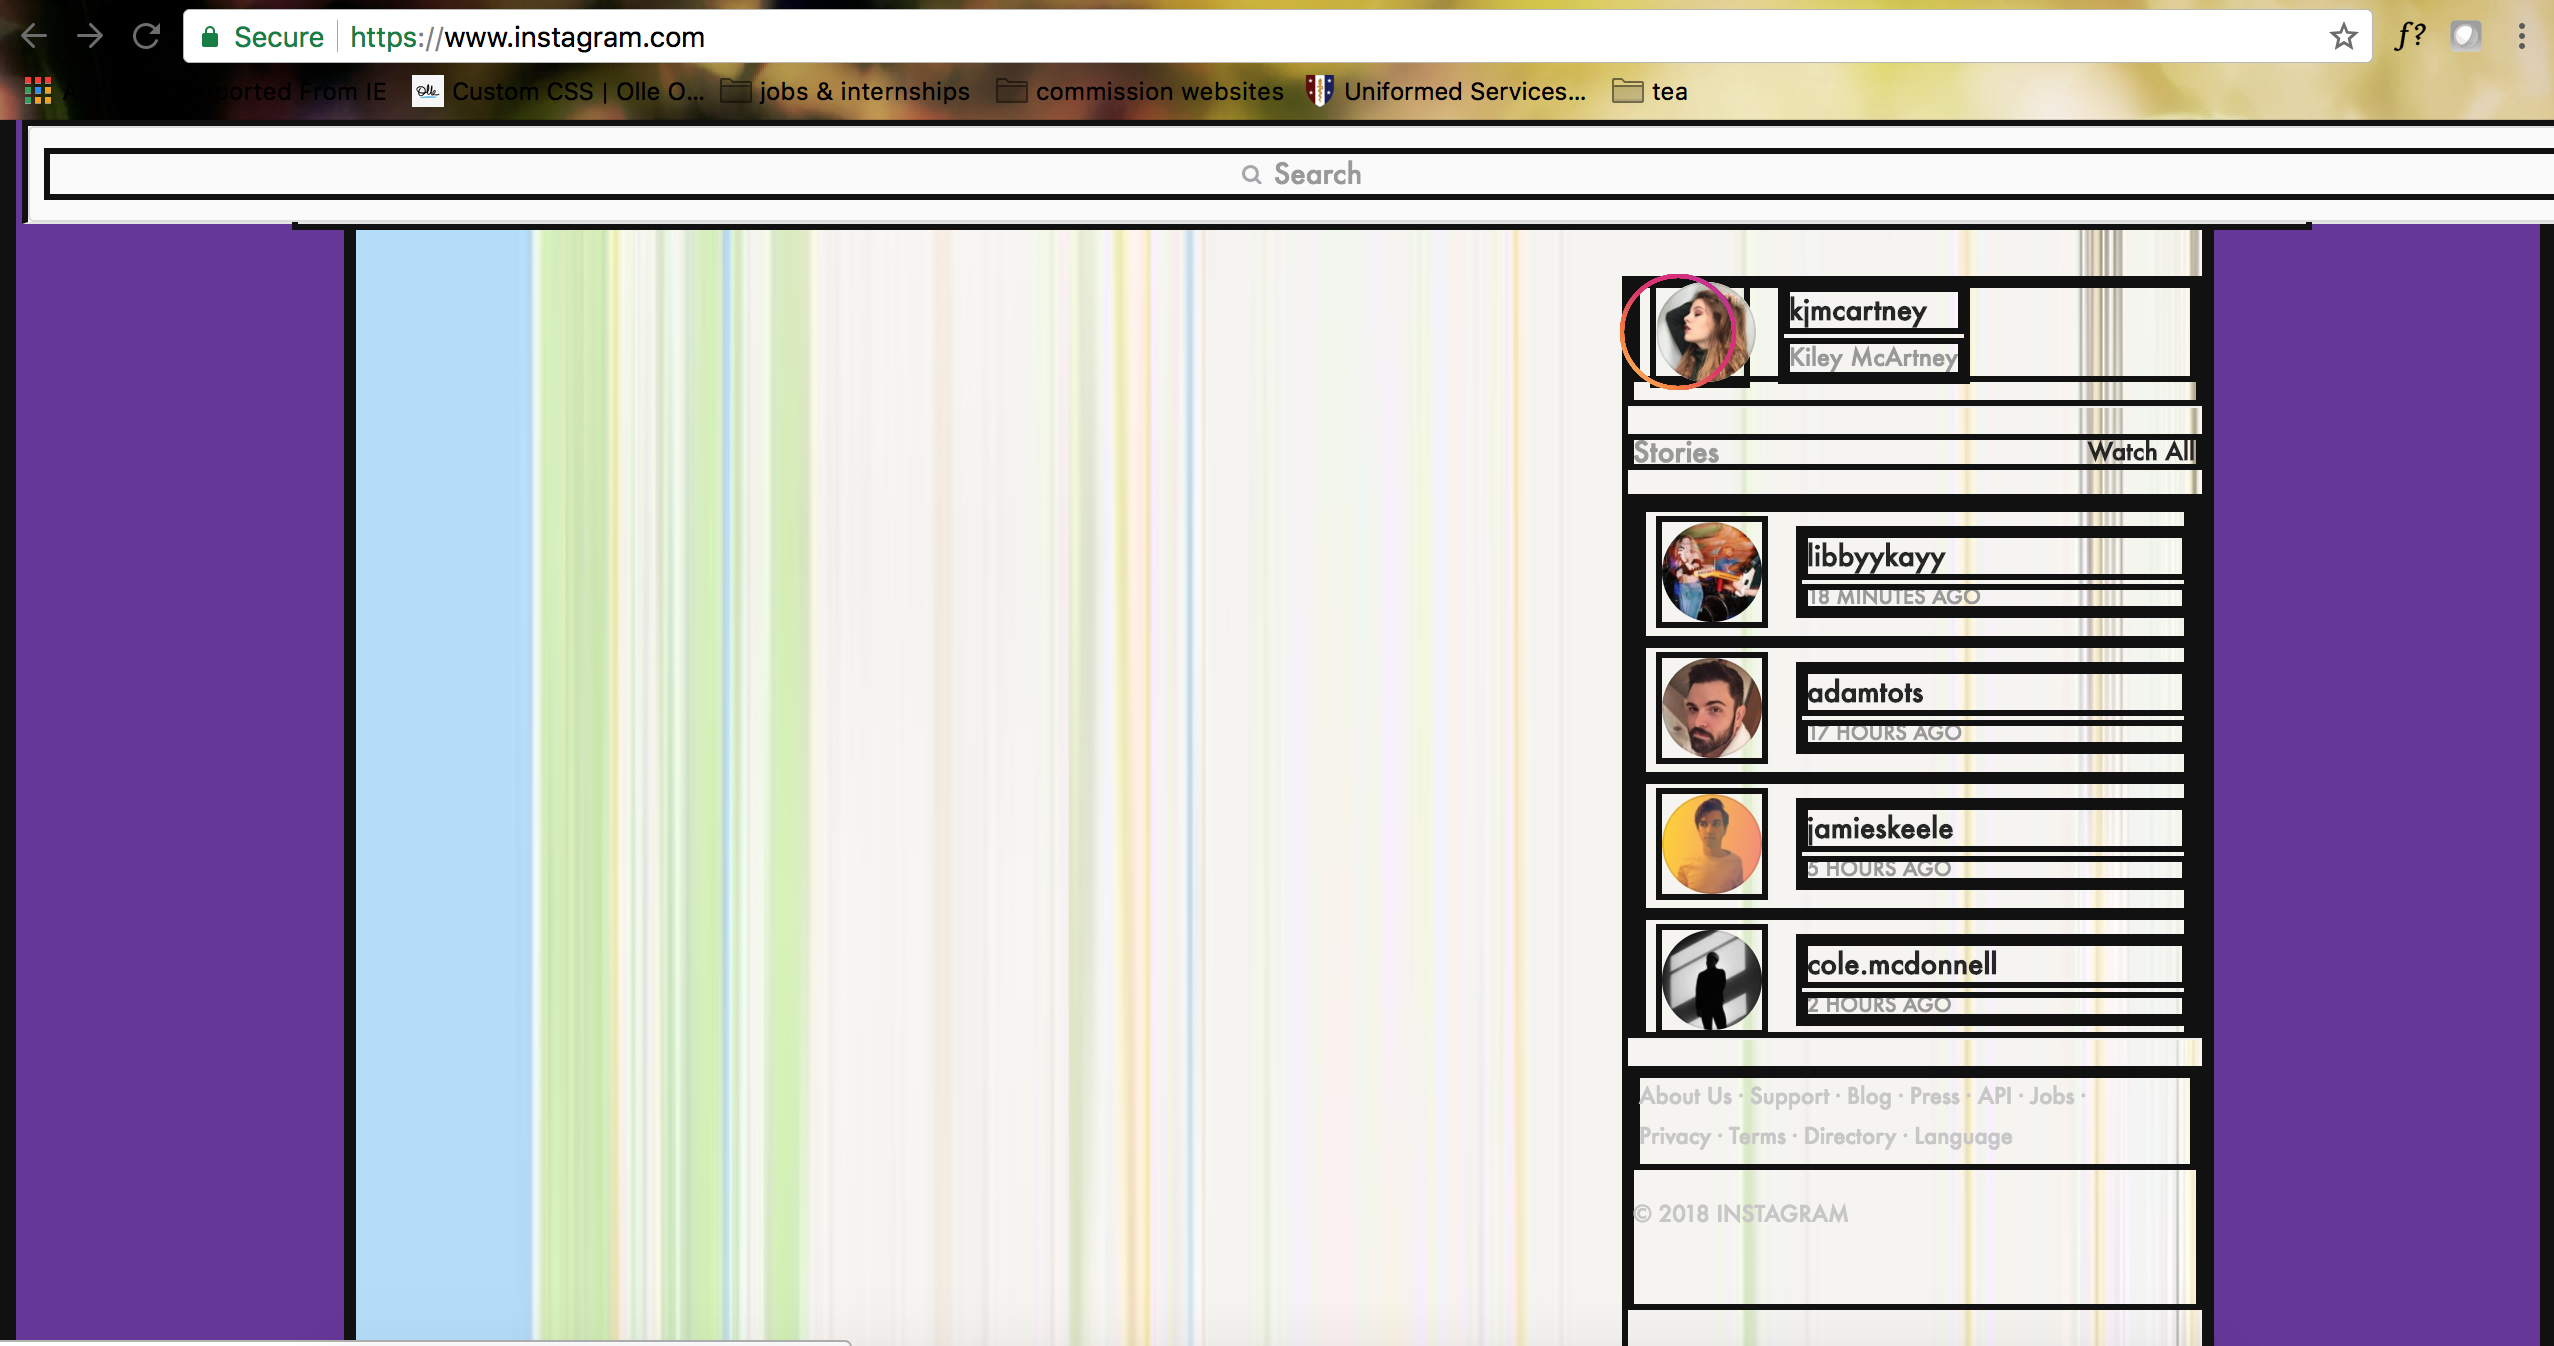 Secure https://www.instagram.com
ported From IE Custom CSS | Olle O... jobs & internships commission websites Uniformed Services... tea
Search
kjmcartney
Kiley McArtney
Stories Watch All
libbyykayy
18 MINUTES AGO
adamtots
17 HOURS AGO
jamieskeele
5 HOURS AGO
cole.mcdonnell
2 HOURS AGO
About Us · Support · Blog · Press · API · Jobs ·
Privacy · Terms · Directory · Language
© 2018 INSTAGRAM